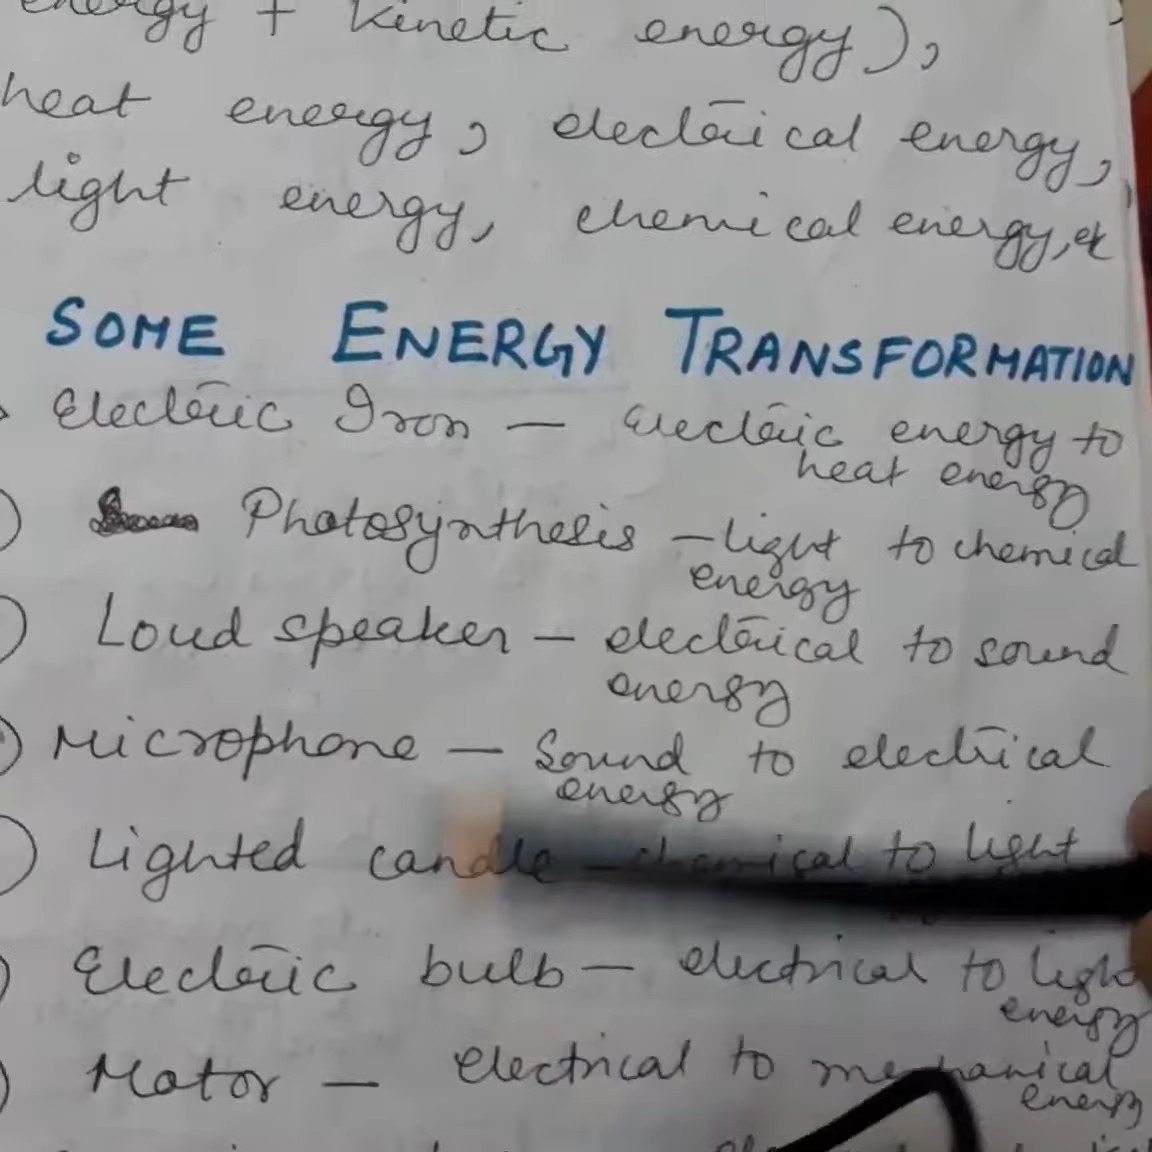 energy + kinetic energy),
heat energy, electrical energy,
light energy, chemical energy, etc
SOME ENERGY TRANSFORMATION
Electric Iron — Electric energy to
heat energy
Photosynthesis — light to chemical
energy
Loud speaker — electrical to sound
energy
Microphone — Sound to electrical
energy
Lighted candle — chemical to light
Electric bulb — electrical to light
energy
Motor — electrical to mechanical
energy